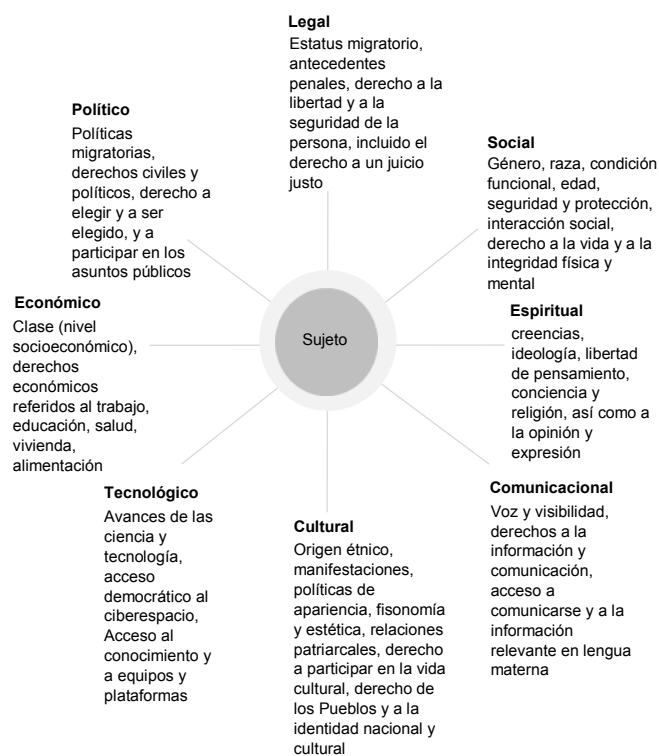 Legal
Estatus migratorio,
antecedentes
penales, derecho a la
libertad y a la
seguridad de la
persona, incluido el
derecho a un juicio
justo
Político
Políticas
migratorias,
derechos civiles y
políticos, derecho a
elegir y a ser
elegido, y a
participar en los
asuntos públicos
Social
Género, raza, condición
funcional, edad,
seguridad y protección,
interacción social,
derecho a la vida y a la
integridad física y
mental
Económico
Clase (nivel
socioeconómico),
derechos
económicos
referidos al trabajo,
educación, salud,
vivienda,
alimentación
Sujeto
Espiritual
creencias,
ideología, libertad
de pensamiento,
conciencia y
religión, así como a
la opinión y
expresión
Tecnológico
Avances de las
ciencia y
tecnología,
acceso
democrático al
ciberespacio,
Acceso al
conocimiento y
a equipos y
plataformas
Cultural
Origen étnico,
manifestaciones,
políticas de
apariencia, fisonomía
y estética, relaciones
patriarcales, derecho
a participar en la vida
cultural, derecho de
los Pueblos y a la
identidad nacional y
cultural
Comunicacional
Voz y visibilidad,
derechos a la
información y
comunicación,
acceso a
comunicarse y a la
información
relevante en lengua
materna